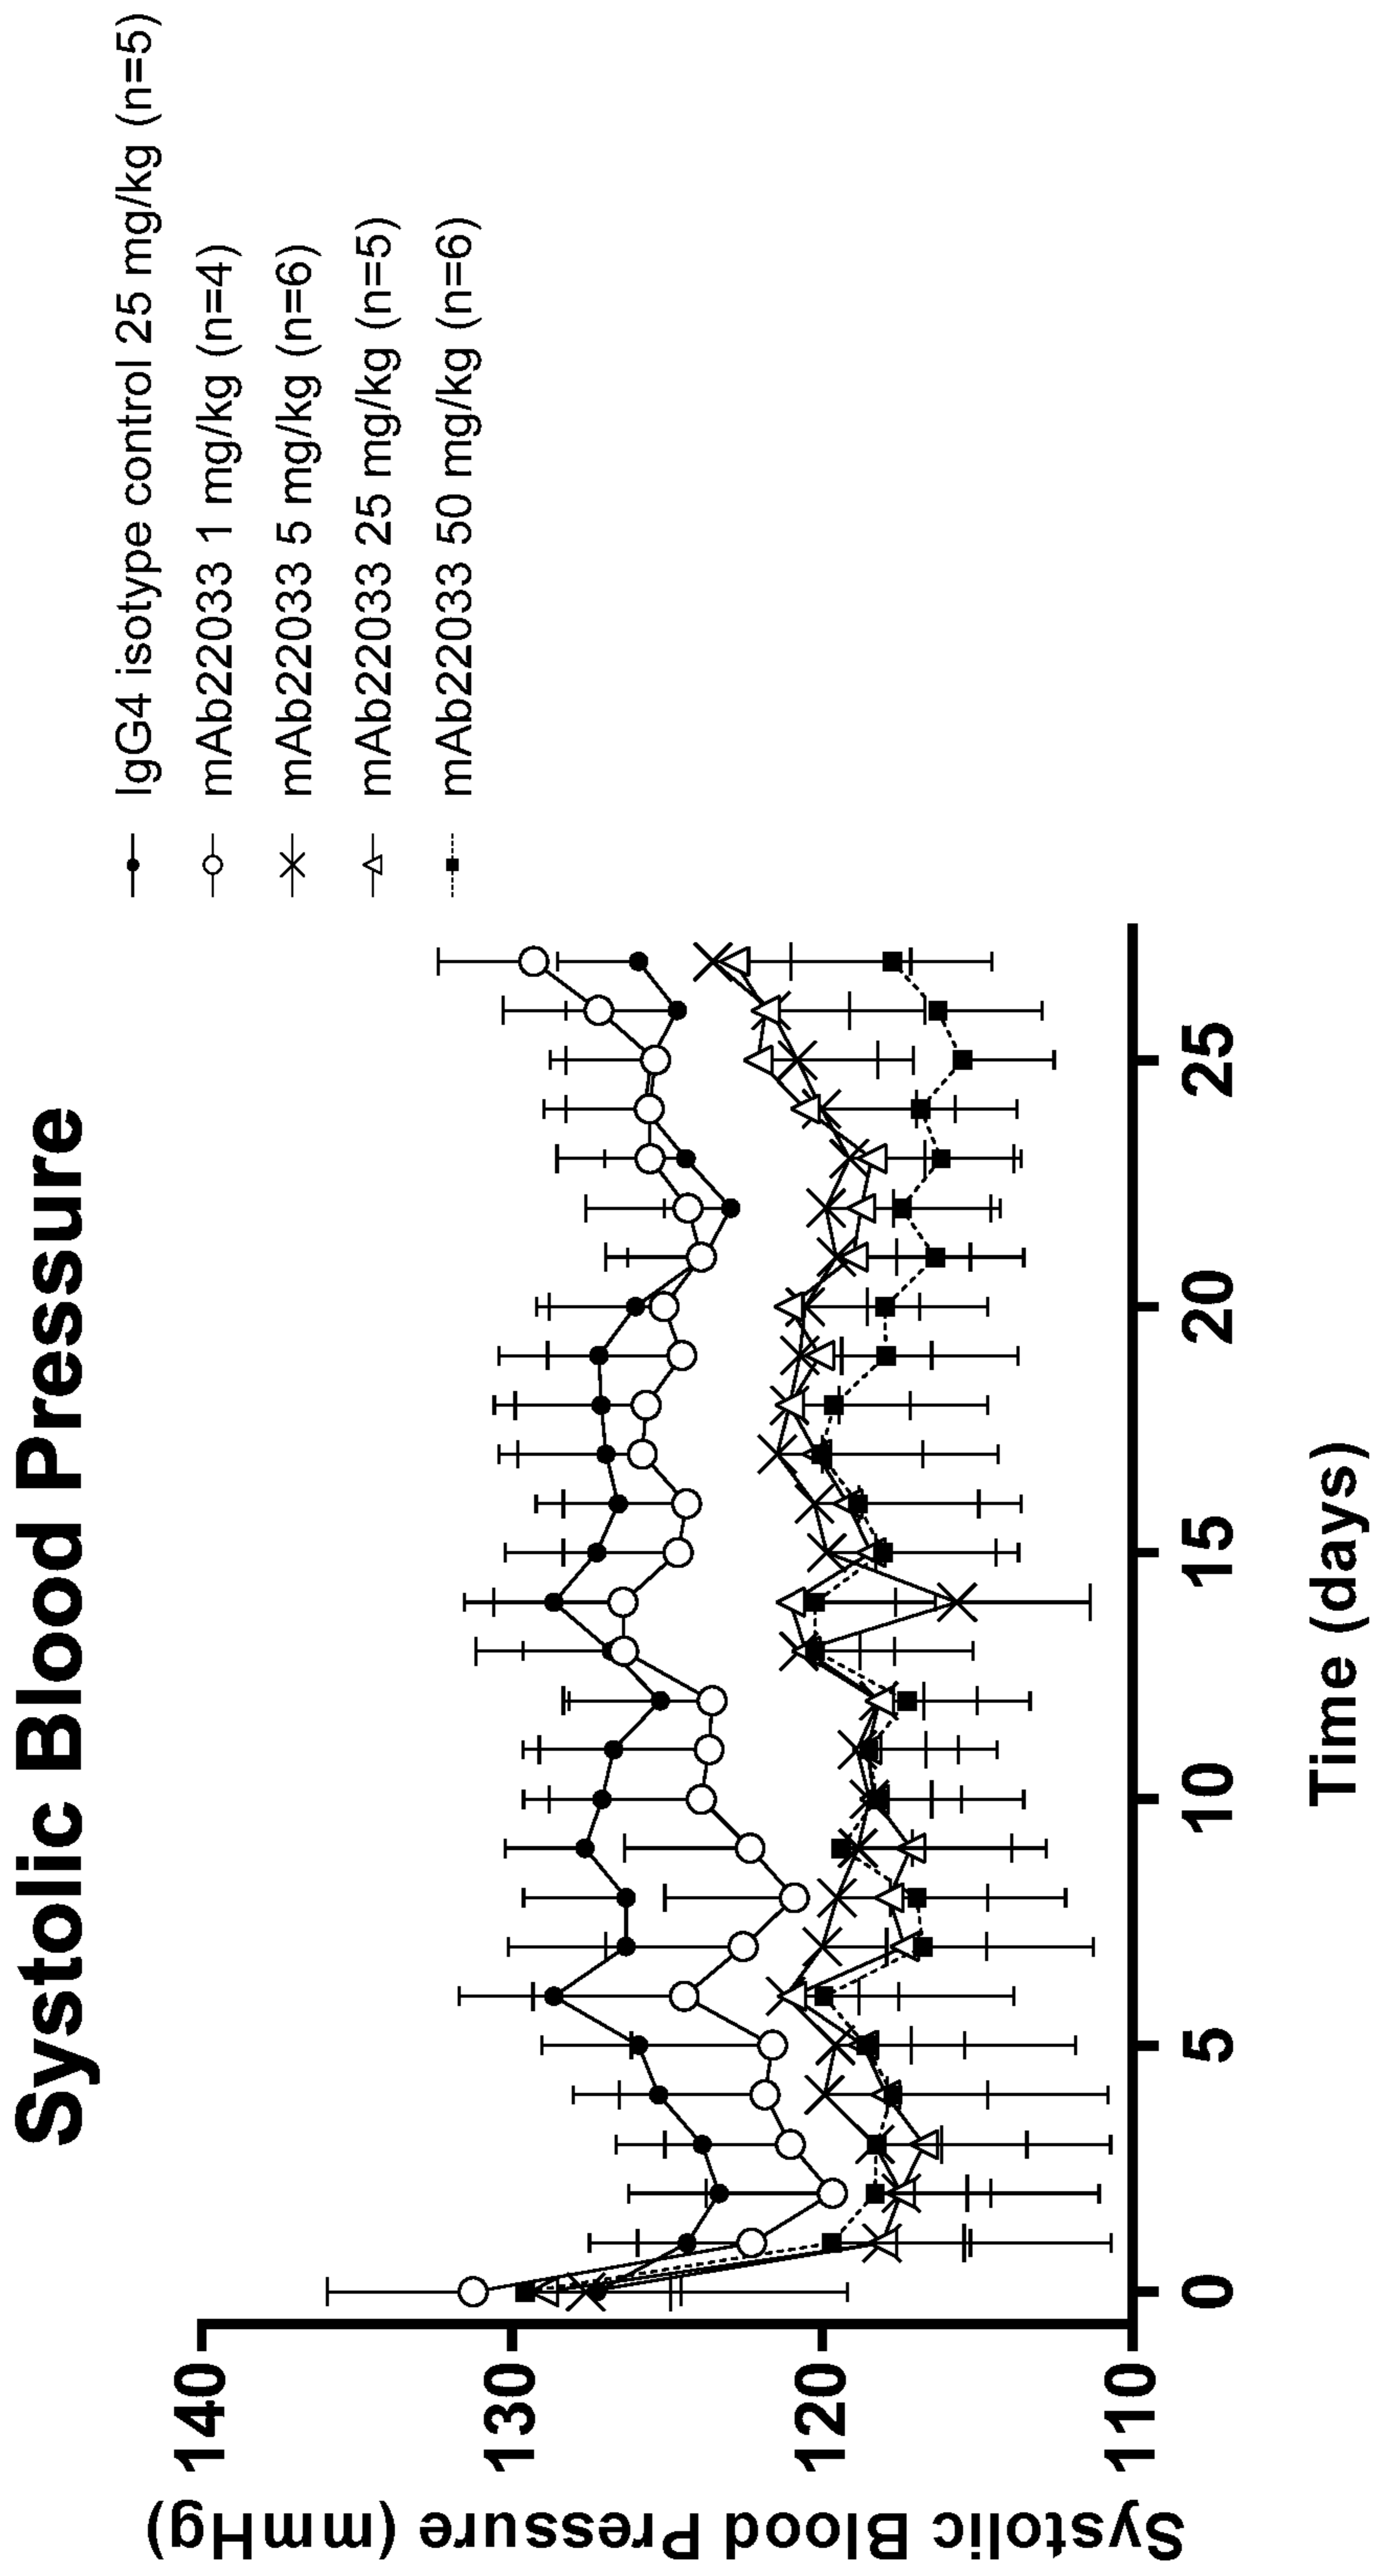 Systolic Blood Pressure
IgG4 isotype control 25 mg/kg (n=5)
mAb22033 1 mg/kg (n=4)
mAb22033 5 mg/kg (n=6)
mAb22033 25 mg/kg (n=5)
mAb22033 50 mg/kg (n=6)
Systolic Blood Pressure (mmHg)
140
130
120
110
0
5
10
15
20
25
Time (days)